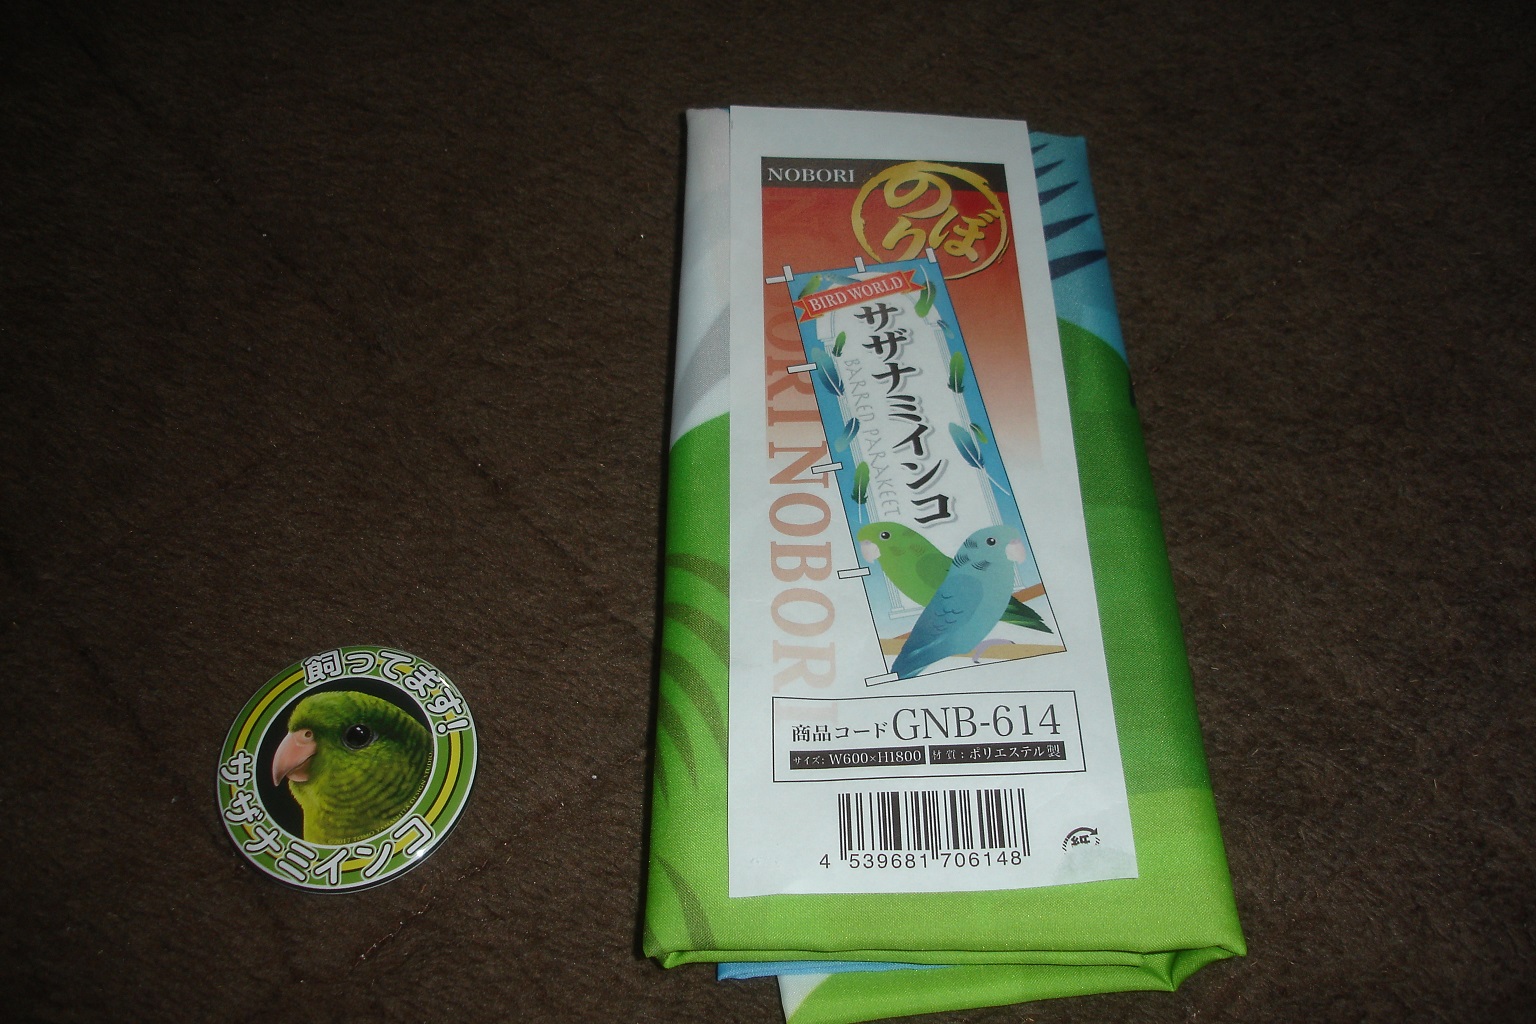 NOBORI
のぼり
BIRD WORLD
サザナミインコ
BARRED PARAKEET
NOBORI
商品コード GNB-614
サイズ: W600×H1800 材質:ポリエステル製
4 539681 706148
紙
飼ってます!
サザナミインコ